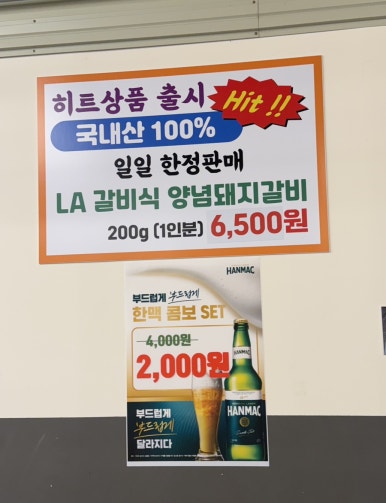 히트상품 출시
Hit!!
국내산 100%
일일 한정판매
LA 갈비식 양념돼지갈비
200g (1인분) 6,500원
HANMAC
부드럽게 부드럽게
한맥 콤보 SET
4,000원
2,000원
HANMAC
HANMAC
부드럽게
부드럽게
달라지다